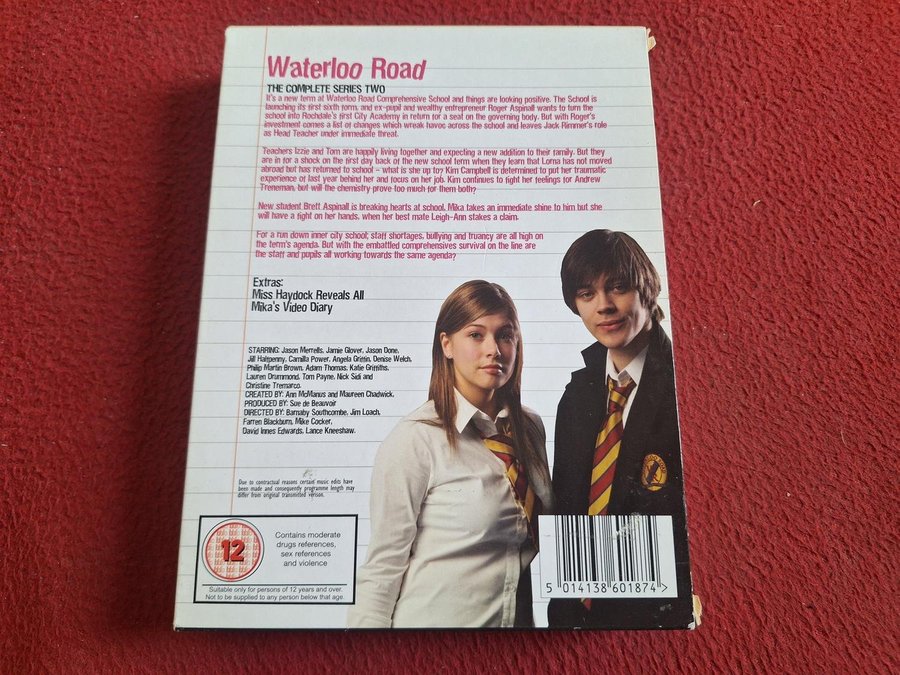 Waterloo Road
THE COMPLETE SERIES TWO
It's a new term at Waterloo Road Comprehensive School and things are looking positive. The School is
launching its first sixth form, and ex-pupil and wealthy entrepreneur Roger Aspinall wants to turn the
school into Rochdale's first City Academy in return for a seat on the governing body. But with Roger's
investment comes a list of changes which wreak havoc across the school and leaves Jack Rimmer's role
as Head Teacher under immediate threat.
Teachers Izzie and Tom are happily living together and expecting a new addition to their family. But they
are in for a shock on the first day back of the new school term when they learn that Lorna has not moved
abroad but has returned to school - what is she up to? Kim Campbell is determined to put her traumatic
experience of last year behind her and focus on her job. Kim continues to fight her feelings for Andrew
Treneman, but will the chemistry prove too much for them both?
New student Brett Aspinall is breaking hearts at school. Mika takes an immediate shine to him but she
will have a fight on her hands, when her best mate Leigh-Ann stakes a claim.
For a run down inner city school; staff shortages, bullying and truancy are all high on
the term's agenda. But with the embattled comprehensives survival on the line are
the staff and pupils all working towards the same agenda?
Extras:
Miss Haydock Reveals All
Mika's Video Diary
STARRING: Jason Merrells, Jamie Glover, Jason Done,
Jill Halfpenny, Camilla Power, Angela Griffin, Denise Welch,
Philip Martin Brown, Adam Thomas, Katie Griffiths,
Lauren Drummond, Tom Payne, Nick Sidi and
Christine Tremarco.
CREATED BY: Ann McManus and Maureen Chadwick.
PRODUCED BY: Sue de Beauvoir
DIRECTED BY: Barnaby Southcombe, Jim Loach,
Farren Blackburn, Mike Cocker,
David Innes Edwards, Lance Kneeshaw.
Due to contractual reasons certain music edits have
been made and consequently programme length may
differ from original transmitted version.
12
Contains moderate
drugs references,
sex references
and violence
Suitable only for persons of 12 years and over.
Not to be supplied to any person below that age.
5 014138 601874 >